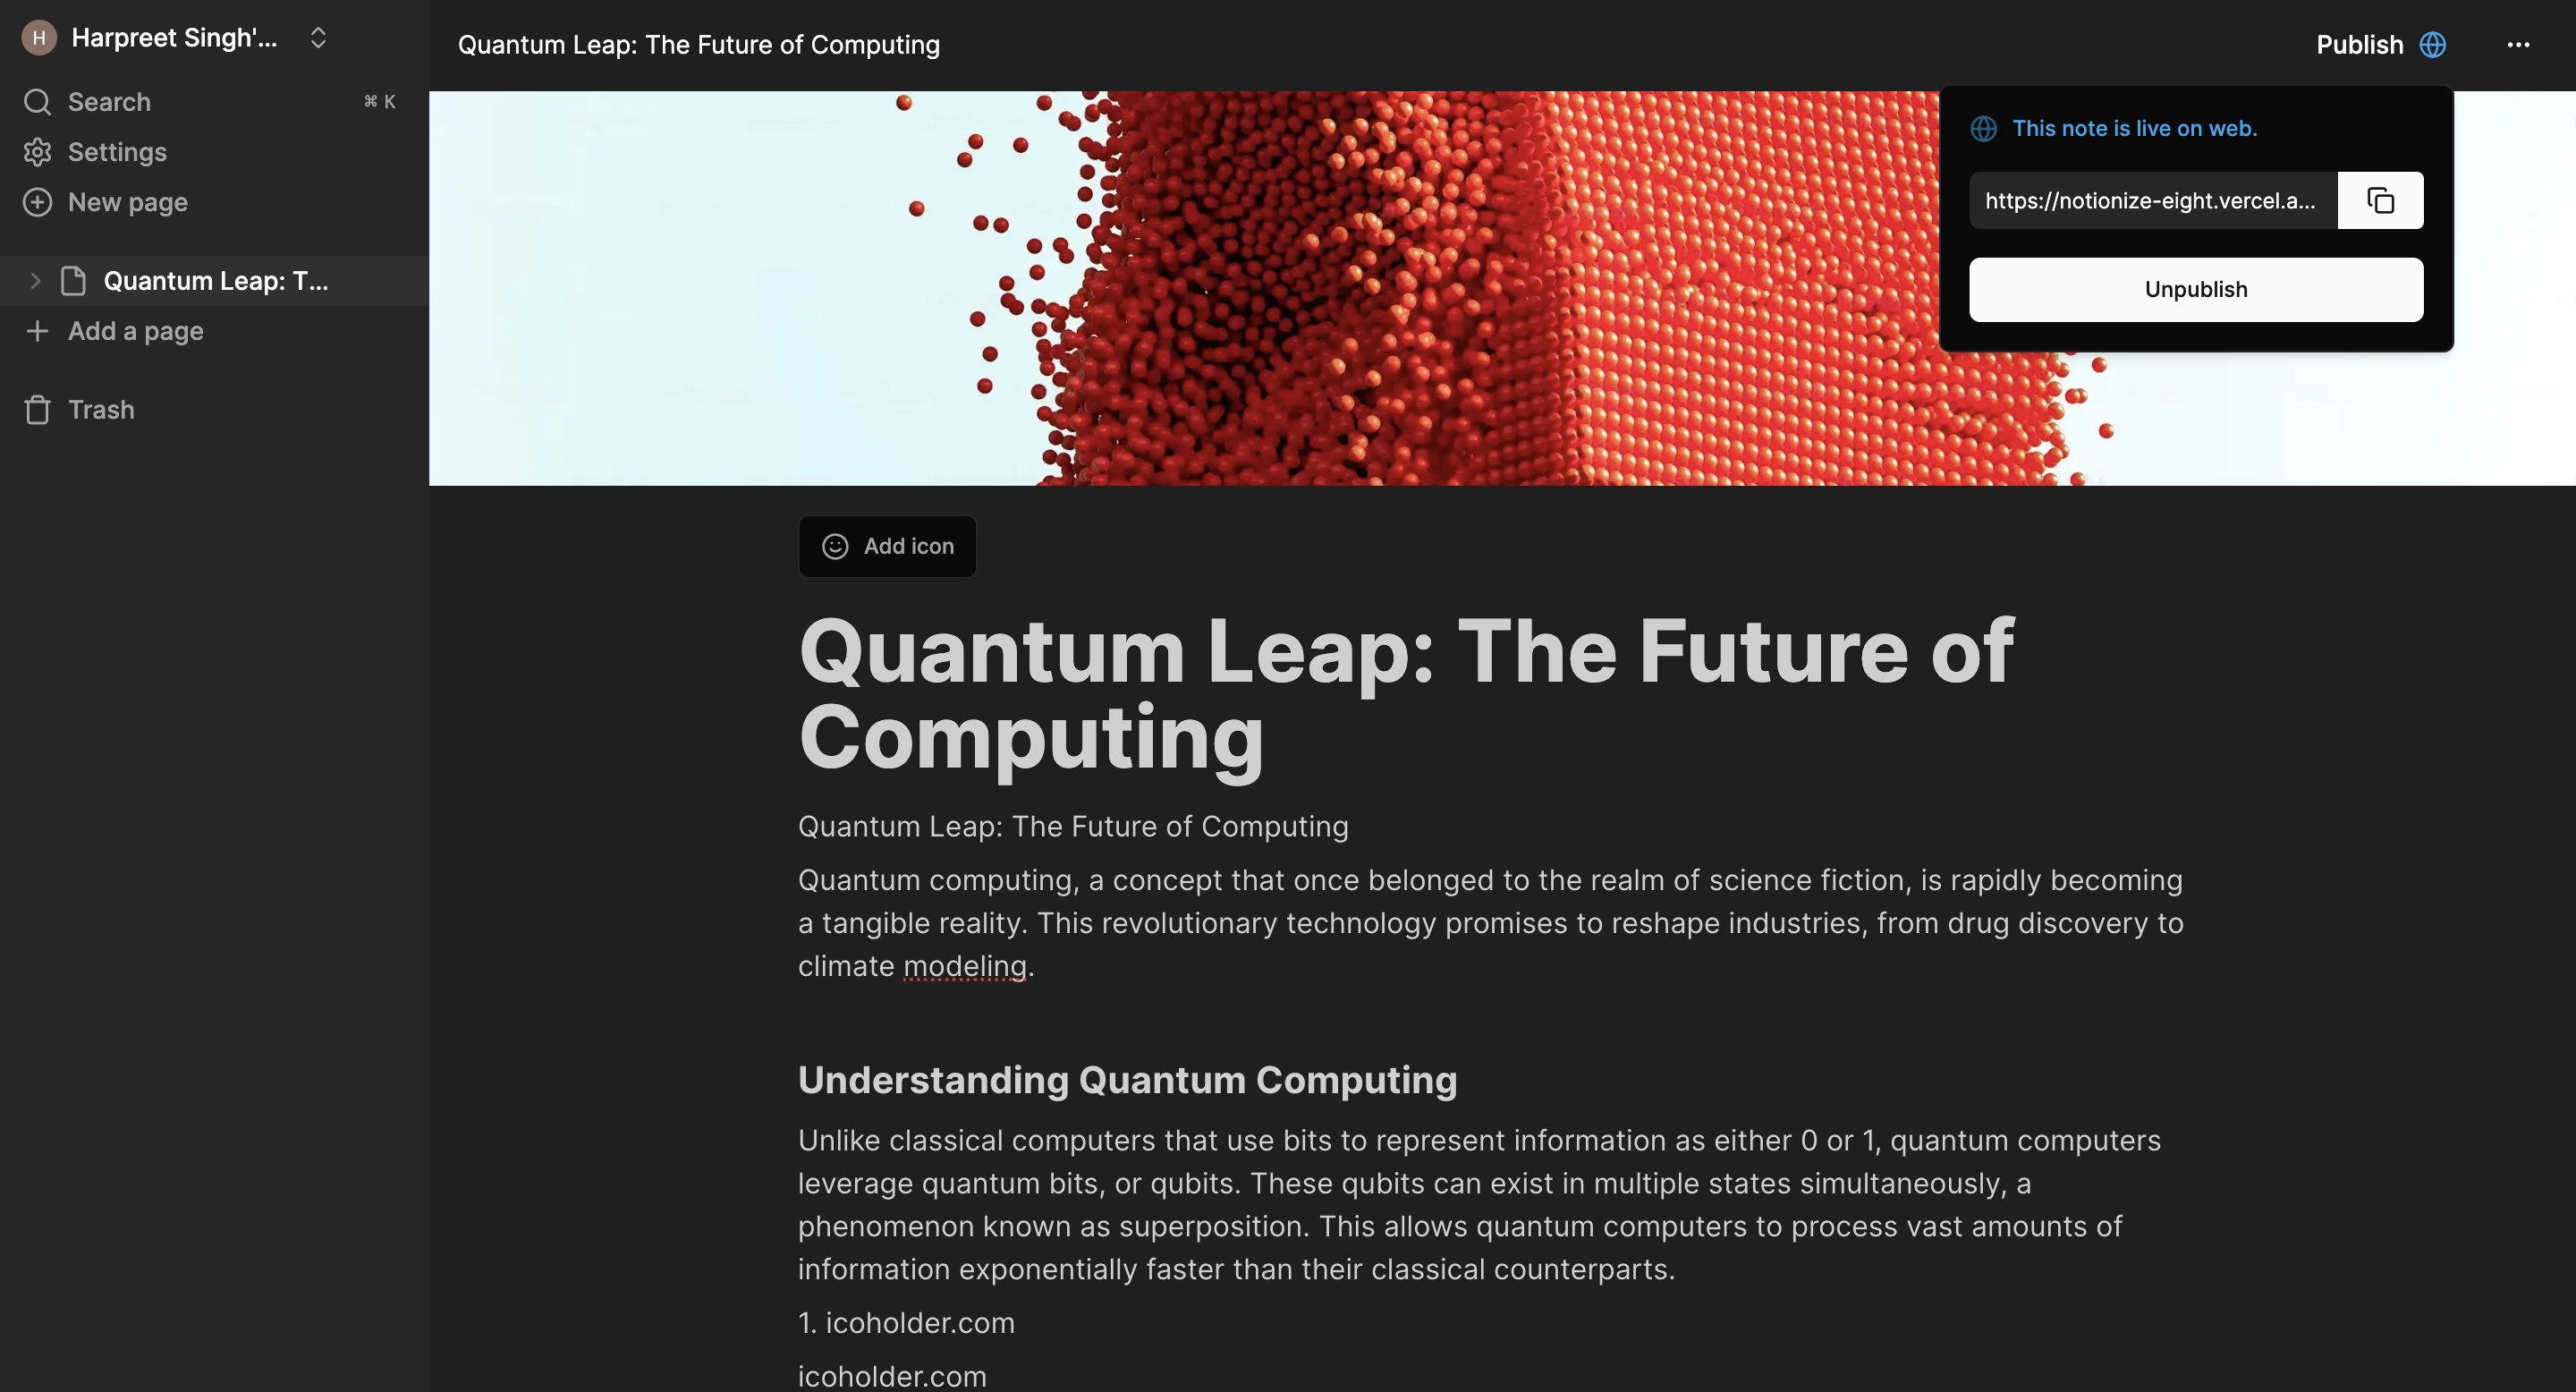 H
Harpreet Singh'...
Search
⌘ K
Settings
New page
Quantum Leap: T...
Add a page
Trash
Quantum Leap: The Future of Computing
Publish
This note is live on web.
https://notionize-eight.vercel.a...
Unpublish
Add icon
Quantum Leap: The Future of
Computing
Quantum Leap: The Future of Computing
Quantum computing, a concept that once belonged to the realm of science fiction, is rapidly becoming
a tangible reality. This revolutionary technology promises to reshape industries, from drug discovery to
climate modeling.
Understanding Quantum Computing
Unlike classical computers that use bits to represent information as either 0 or 1, quantum computers
leverage quantum bits, or qubits. These qubits can exist in multiple states simultaneously, a
phenomenon known as superposition. This allows quantum computers to process vast amounts of
information exponentially faster than their classical counterparts.
1. icoholder.com
icoholder.com